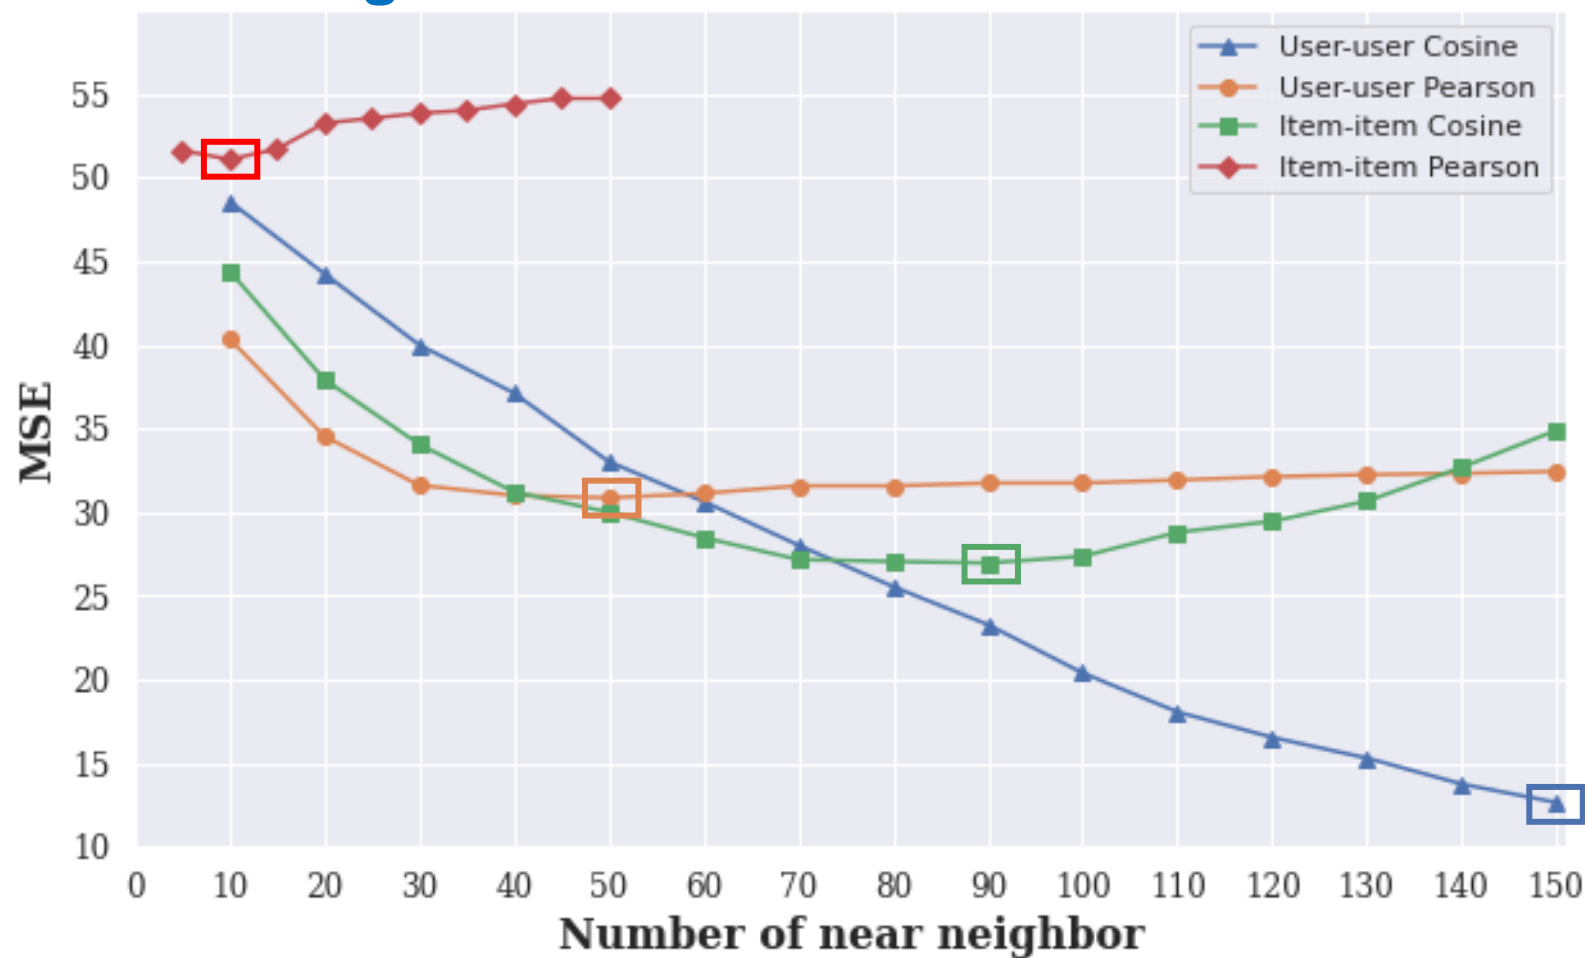 User-user Cosine
User-user Pearson
Item-item Cosine
Item-item Pearson
MSE
55
50
45
40
35
30
25
20
15
10
0 10 20 30 40 50 60 70 80 90 100 110 120 130 140 150
Number of near neighbor